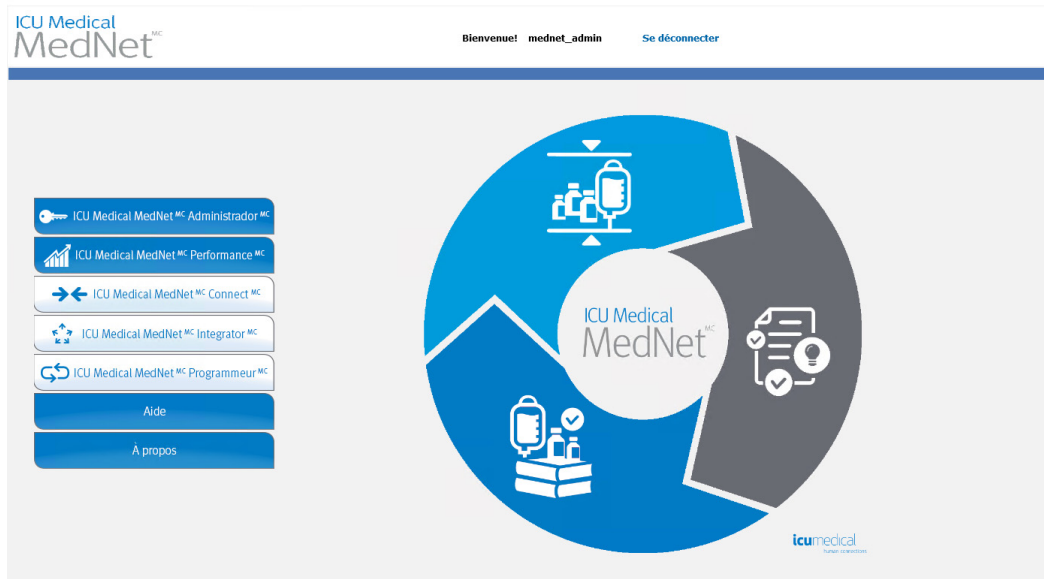 ICU Medical
MedNet MC
Bienvenue! mednet_admin Se déconnecter
ICU Medical MedNet MC Administrador MC
ICU Medical MedNet MC Performance MC
ICU Medical MedNet MC Connect MC
ICU Medical MedNet MC Integrator MC
ICU Medical MedNet MC Programmeur MC
Aide
À propos
ICU Medical
MedNet MC
icumedical
human connections